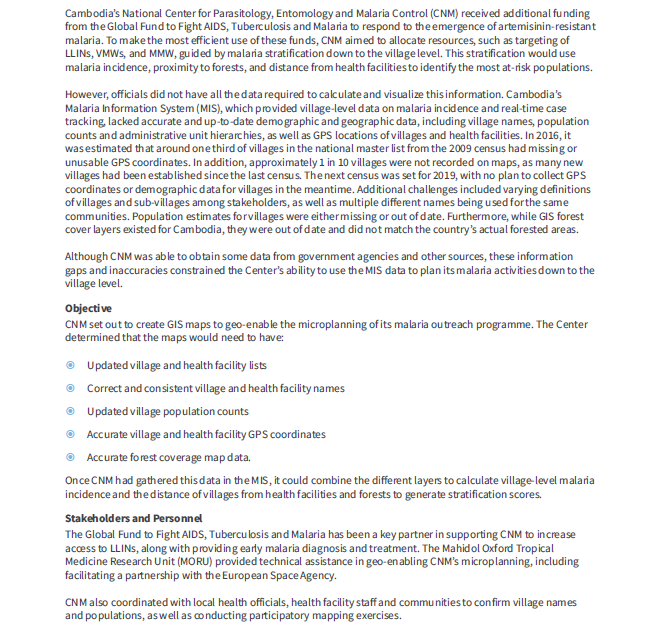 Cambodia's National Center for Parasitology, Entomology and Malaria Control (CNM) received additional funding
from the Global Fund to Fight AIDS, Tuberculosis and Malaria to respond to the emergence of artemisinin-resistant
malaria. To make the most efficient use of these funds, CNM aimed to allocate resources, such as targeting of
LLINs, VMWs, and MMW, guided by malaria stratification down to the village level. This stratification would use
malaria incidence, proximity to forests, and distance from health facilities to identify the most at-risk populations.
However, officials did not have all the data required to calculate and visualize this information. Cambodia's
Malaria Information System (MIS), which provided village-level data on malaria incidence and real-time case
tracking, lacked accurate and up-to-date demographic and geographic data, including village names, population
counts and administrative unit hierarchies, as well as GPS locations of villages and health facilities. In 2016, it
was estimated that around one third of villages in the national master list from the 2009 census had missing or
unusable GPS coordinates. In addition, approximately 1 in 10 villages were not recorded on maps, as many new
villages had been established since the last census. The next census was set for 2019, with no plan to collect GPS
coordinates or demographic data for villages in the meantime. Additional challenges included varying definitions
of villages and sub-villages among stakeholders, as well as multiple different names being used for the same
communities. Population estimates for villages were either missing or out of date. Furthermore, while GIS forest
cover layers existed for Cambodia, they were out of date and did not match the country's actual forested areas.
Although CNM was able to obtain some data from government agencies and other sources, these information
gaps and inaccuracies constrained the Center's ability to use the MIS data to plan its malaria activities down to the
village level.
Objective
CNM set out to create GIS maps to geo-enable the microplanning of its malaria outreach programme. The Center
determined that the maps would need to have:
Updated village and health facility lists
Correct and consistent village and health facility names
Updated village population counts
Accurate village and health facility GPS coordinates
Accurate forest coverage map data.
Once CNM had gathered this data in the MIS, it could combine the different layers to calculate village-level malaria
incidence and the distance of villages from health facilities and forests to generate stratification scores.
Stakeholders and Personnel
The Global Fund to Fight AIDS, Tuberculosis and Malaria has been a key partner in supporting CNM to increase
access to LLINs, along with providing early malaria diagnosis and treatment. The Mahidol Oxford Tropical
Medicine Research Unit (MORU) provided technical assistance in geo-enabling CNM's microplanning, including
facilitating a partnership with the European Space Agency.
CNM also coordinated with local health officials, health facility staff and communities to confirm village names
and populations, as well as conducting participatory mapping exercises.